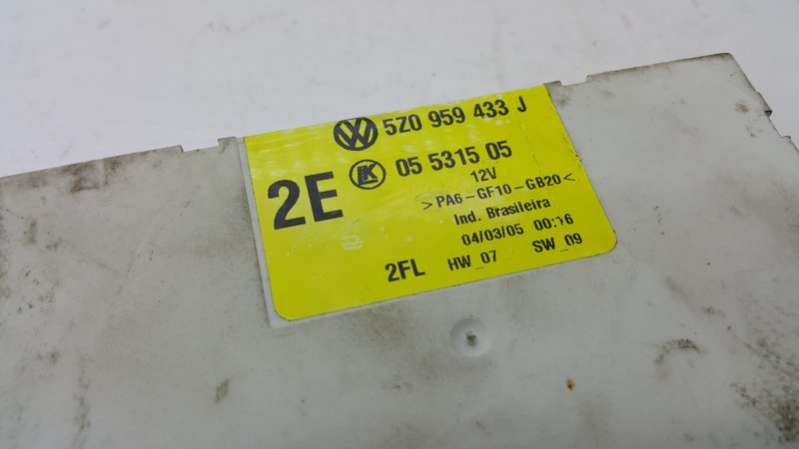 5Z0 959 433 J
2E
K 05 5315 05
12V
>PA6-GF10-GB20<
Ind. Brasileira
04/03/05 00:16
2FL HW_07 SW_09